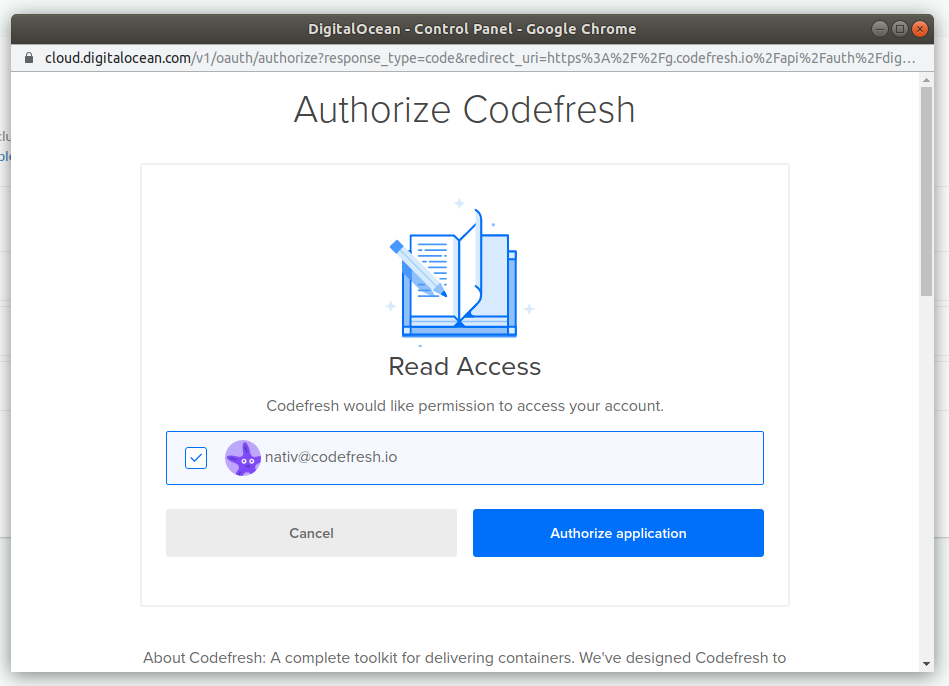 DigitalOcean - Control Panel - Google Chrome
cloud.digitalocean.com/v1/oauth/authorize?response_type=code&redirect_uri=https%3A%2F%2Fg.codefresh.io%2Fapi%2Fauth%2Fdig...
Authorize Codefresh
Read Access
Codefresh would like permission to access your account.
nativ@codefresh.io
Cancel
Authorize application
About Codefresh: A complete toolkit for delivering containers. We've designed Codefresh to